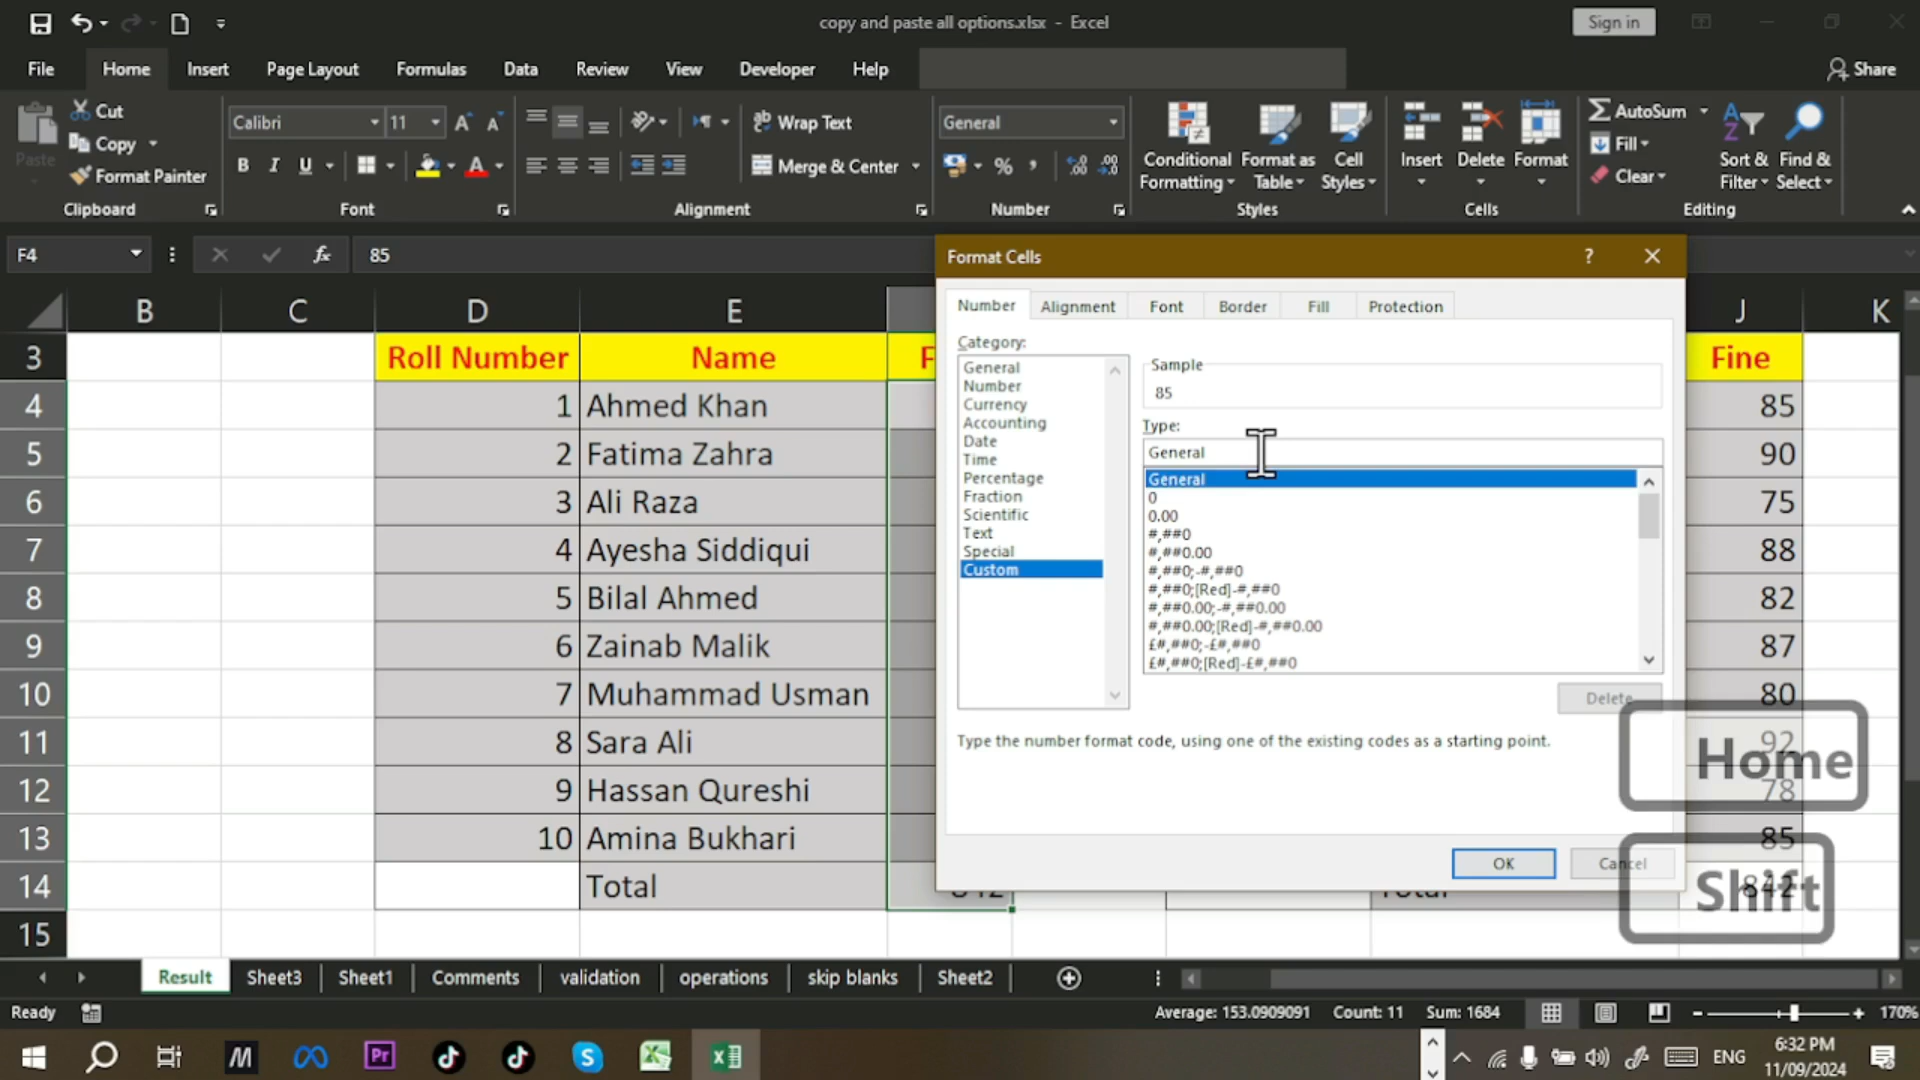 copy and paste all options.xlsx - Excel
Sign in
File Home Insert Page Layout Formulas Data Review View Developer Help
Share
Paste
Cut
Copy
Format Painter
Clipboard
Calibri 11
B I U
Font
Wrap Text
Merge & Center
Alignment
General
%
Number
Conditional Formatting
Format as Table
Cell Styles
Styles
Insert Delete Format
Cells
AutoSum
Fill
Clear
Sort & Filter
Find & Select
Editing
F4
fx
85
B C D E J K
3 Roll Number Name F Fine
4 1 Ahmed Khan 85
5 2 Fatima Zahra 90
6 3 Ali Raza 75
7 4 Ayesha Siddiqui 88
8 5 Bilal Ahmed 82
9 6 Zainab Malik 87
10 7 Muhammad Usman 80
11 8 Sara Ali 92
12 9 Hassan Qureshi 78
13 10 Amina Bukhari 85
14 Total 842 Total 842
15
Format Cells
?
Number Alignment Font Border Fill Protection
Category:
General
Number
Currency
Accounting
Date
Time
Percentage
Fraction
Scientific
Text
Special
Custom
Sample
85
Type:
General
General
0
0.00
#,##0
#,##0.00
#,##0;-#,##0
#,##0;[Red]-#,##0
#,##0.00;-#,##0.00
#,##0.00;[Red]-#,##0.00
£#,##0;-£#,##0
£#,##0;[Red]-£#,##0
Delete
Type the number format code, using one of the existing codes as a starting point.
OK
Cancel
Home
Shift
Result Sheet3 Sheet1 Comments validation operations skip blanks Sheet2
Ready
Average: 153.0909091 Count: 11 Sum: 1684
170%
ENG
6:32 PM
11/09/2024